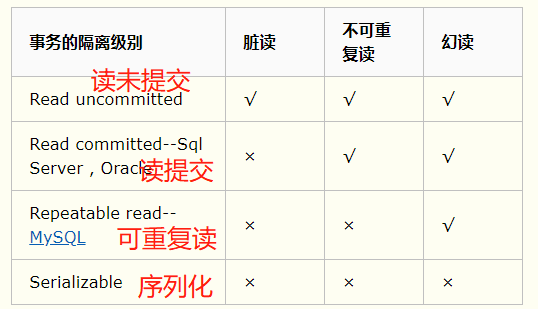 事务的隔离级别 脏读 不可重
复读 幻读
读未提交
Read uncommitted √ √ √
Read committed--Sql
Server , Oracle × √ √
读提交
Repeatable read--
MySQL × × √
可重复读
Serializable × × ×
序列化